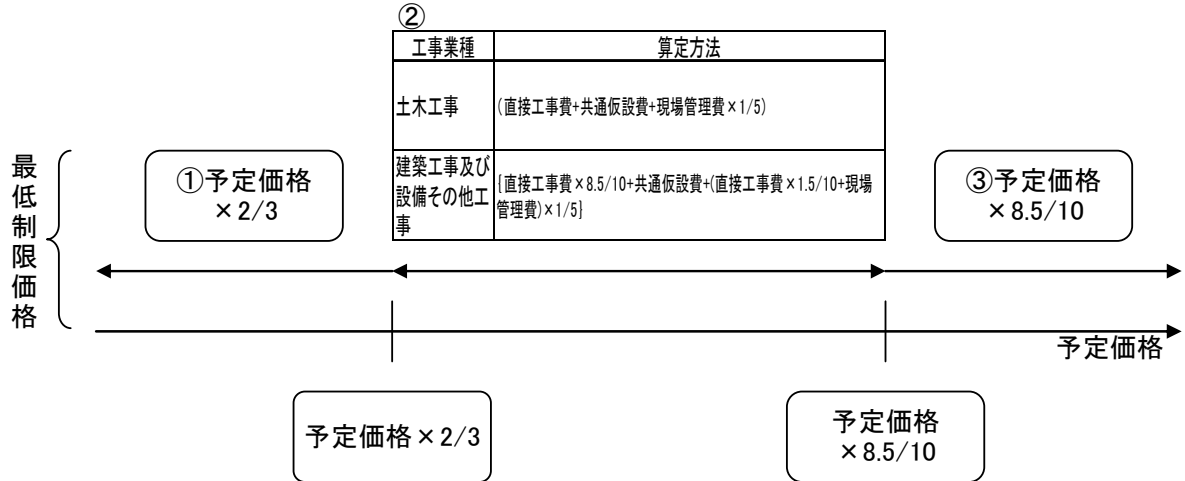 ②
工事業種 算定方法
土木工事 (直接工事費+共通仮設費+現場管理費×1/5)
建築工事及び
設備その他工
事
{直接工事費×8.5/10+共通仮設費+(直接工事費×1.5/10+現場
管理費)×1/5}
最低制限価格
①予定価格
×2/3
③予定価格
×8.5/10
予定価格
予定価格×2/3
予定価格
×8.5/10